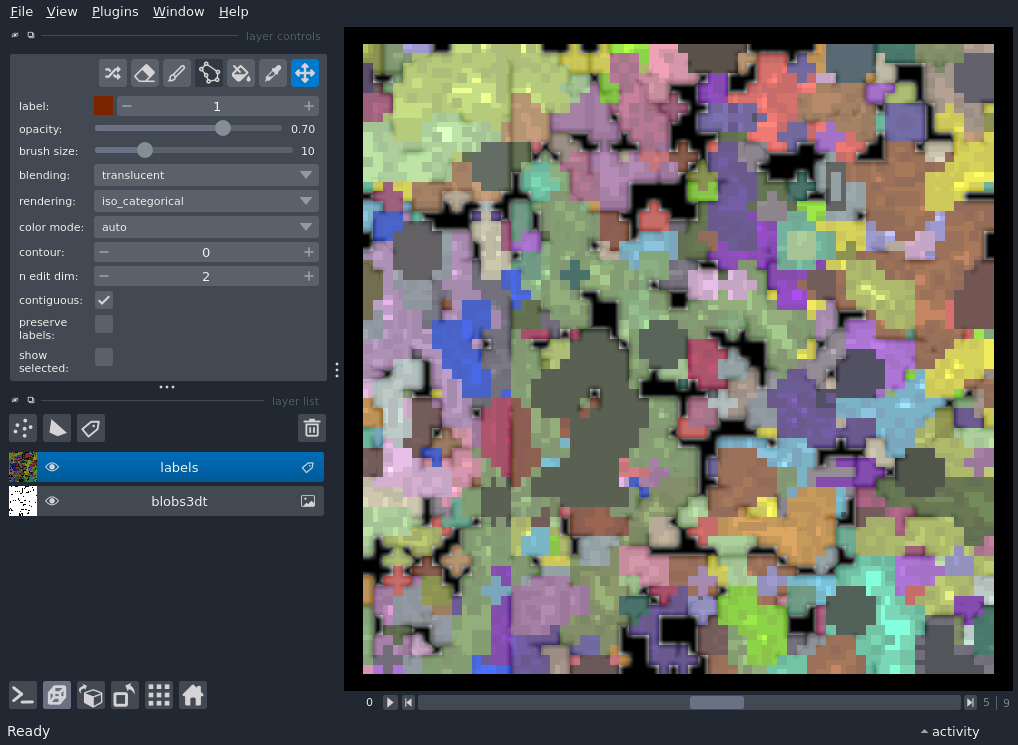 File View Plugins Window Help
layer controls
label: 1
opacity: 0.70
brush size: 10
blending: translucent
rendering: iso_categorical
color mode: auto
contour: 0
n edit dim: 2
contiguous:
preserve
labels:
show
selected:
layer list
labels
blobs3dt
0 5 9
Ready activity